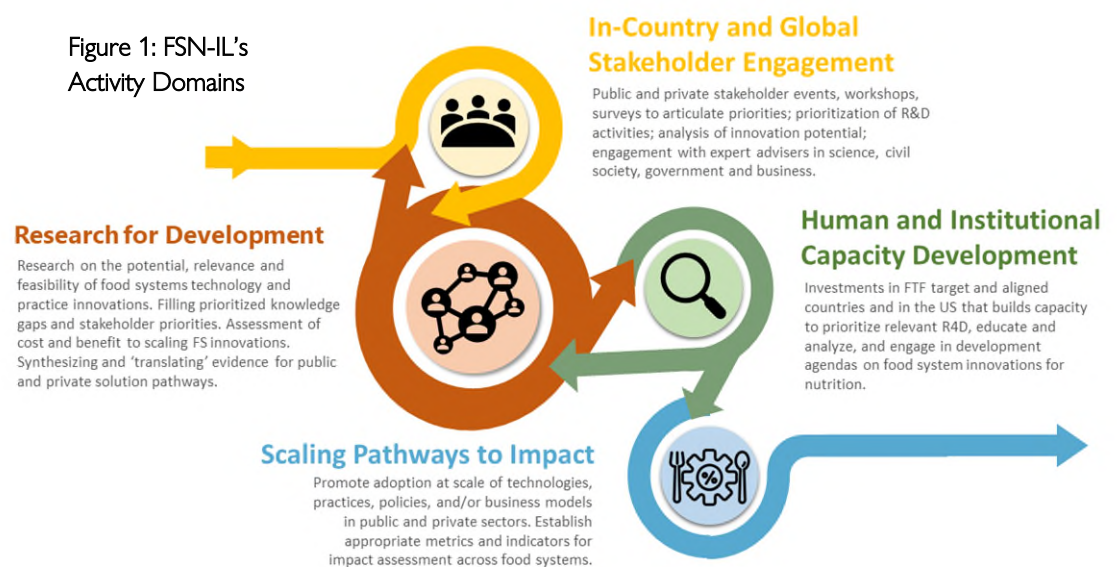 Figure 1: FSN-IL's
Activity Domains
In-Country and Global
Stakeholder Engagement
Public and private stakeholder events, workshops,
surveys to articulate priorities; prioritization of R&D
activities; analysis of innovation potential;
engagement with expert advisers in science, civil
society, government and business.
Research for Development
Research on the potential, relevance and
feasibility of food systems technology and
practice innovations. Filling prioritized knowledge
gaps and stakeholder priorities. Assessment of
cost and benefit to scaling FS innovations.
Synthesizing and ‘translating’ evidence for public
and private solution pathways.
Human and Institutional
Capacity Development
Investments in FTF target and aligned
countries and in the US that builds capacity
to prioritize relevant R4D, educate and
analyze, and engage in development
agendas on food system innovations for
nutrition.
Scaling Pathways to Impact
Promote adoption at scale of technologies,
practices, policies, and/or business models
in public and private sectors. Establish
appropriate metrics and indicators for
impact assessment across food systems.
%